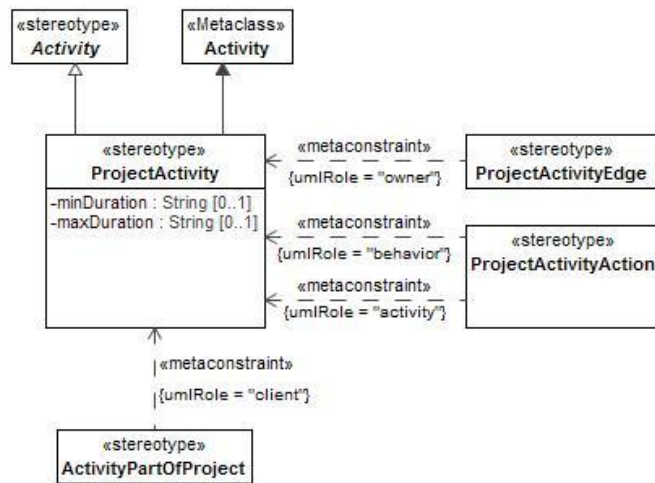 «stereotype»
Activity
«Metaclass»
Activity
«stereotype»
ProjectActivity
-minDuration : String [0..1]
-maxDuration : String [0..1]
«metaconstraint»
{umlRole = "owner"}
«stereotype»
ProjectActivityEdge
«metaconstraint»
{umlRole = "behavior"}
«metaconstraint»
{umlRole = "activity"}
«stereotype»
ProjectActivityAction
«metaconstraint»
{umlRole = "client"}
«stereotype»
ActivityPartOfProject